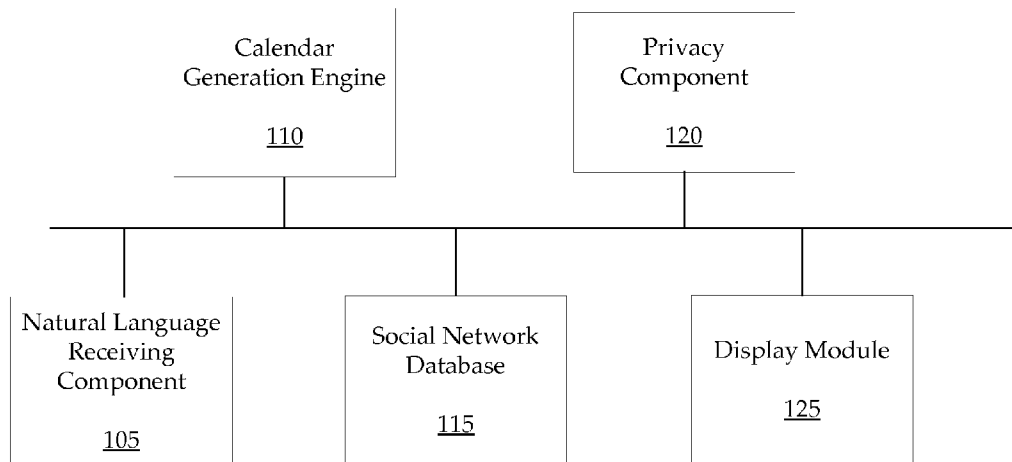 Calendar
Generation Engine
110
Privacy
Component
120
Natural Language
Receiving
Component
105
Social Network
Database
115
Display Module
125